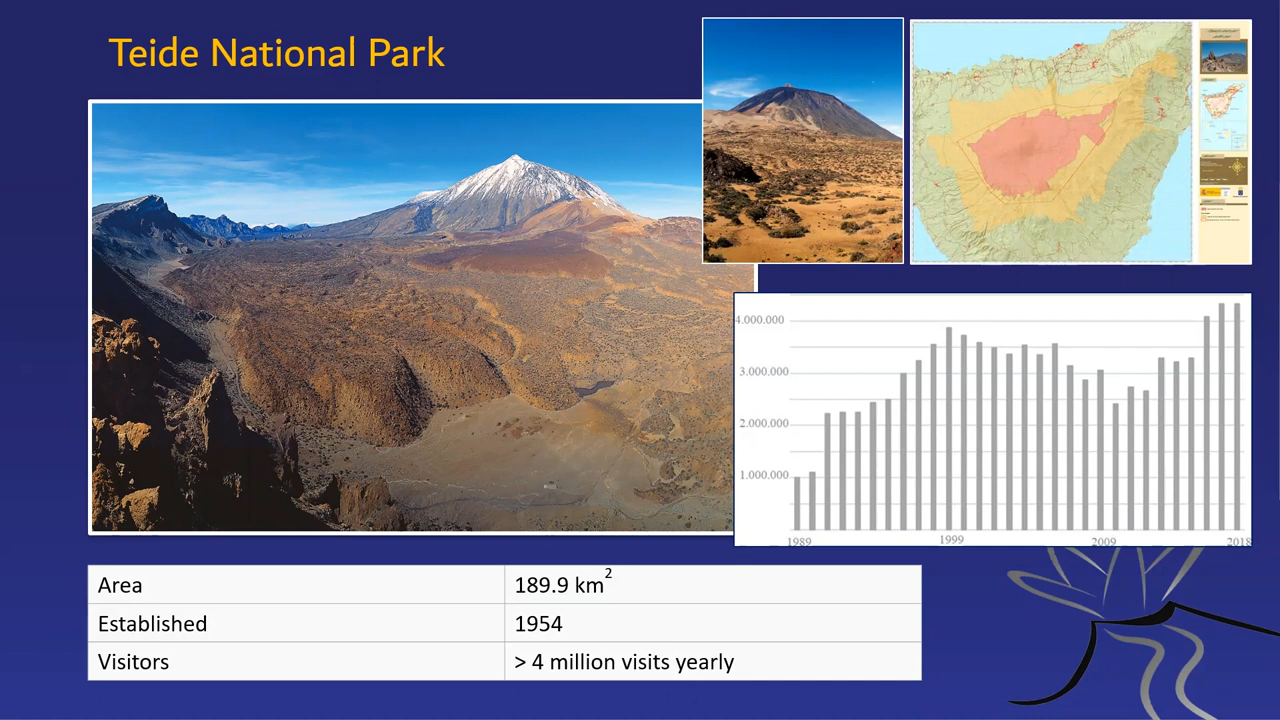 Teide National Park
4.000.000
3.000.000
2.000.000
1.000.000
1989 1999 2009 2018
Area 189.9 km²
Established 1954
Visitors > 4 million visits yearly